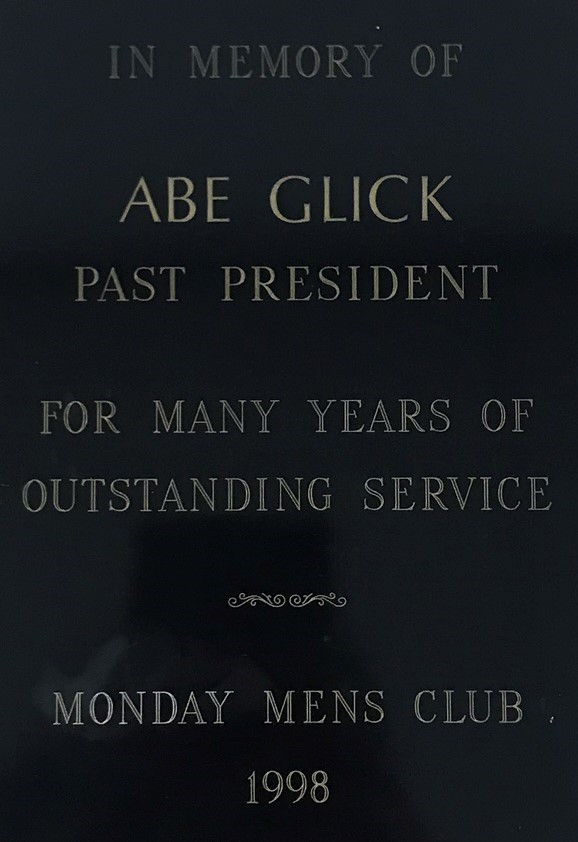 IN MEMORY OF
ABE GLICK
PAST PRESIDENT
FOR MANY YEARS OF
OUTSTANDING SERVICE
MONDAY MENS CLUB
1998